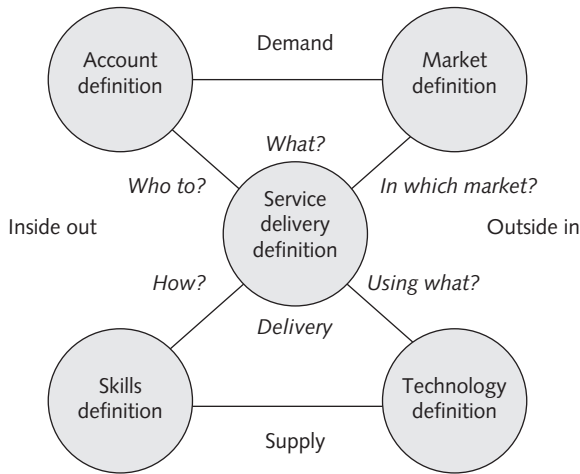 Account
definition
Demand
Market
definition
What?
Who to?
In which market?
Service
delivery
definition
Inside out
Outside in
How?
Using what?
Delivery
Skills
definition
Technology
definition
Supply